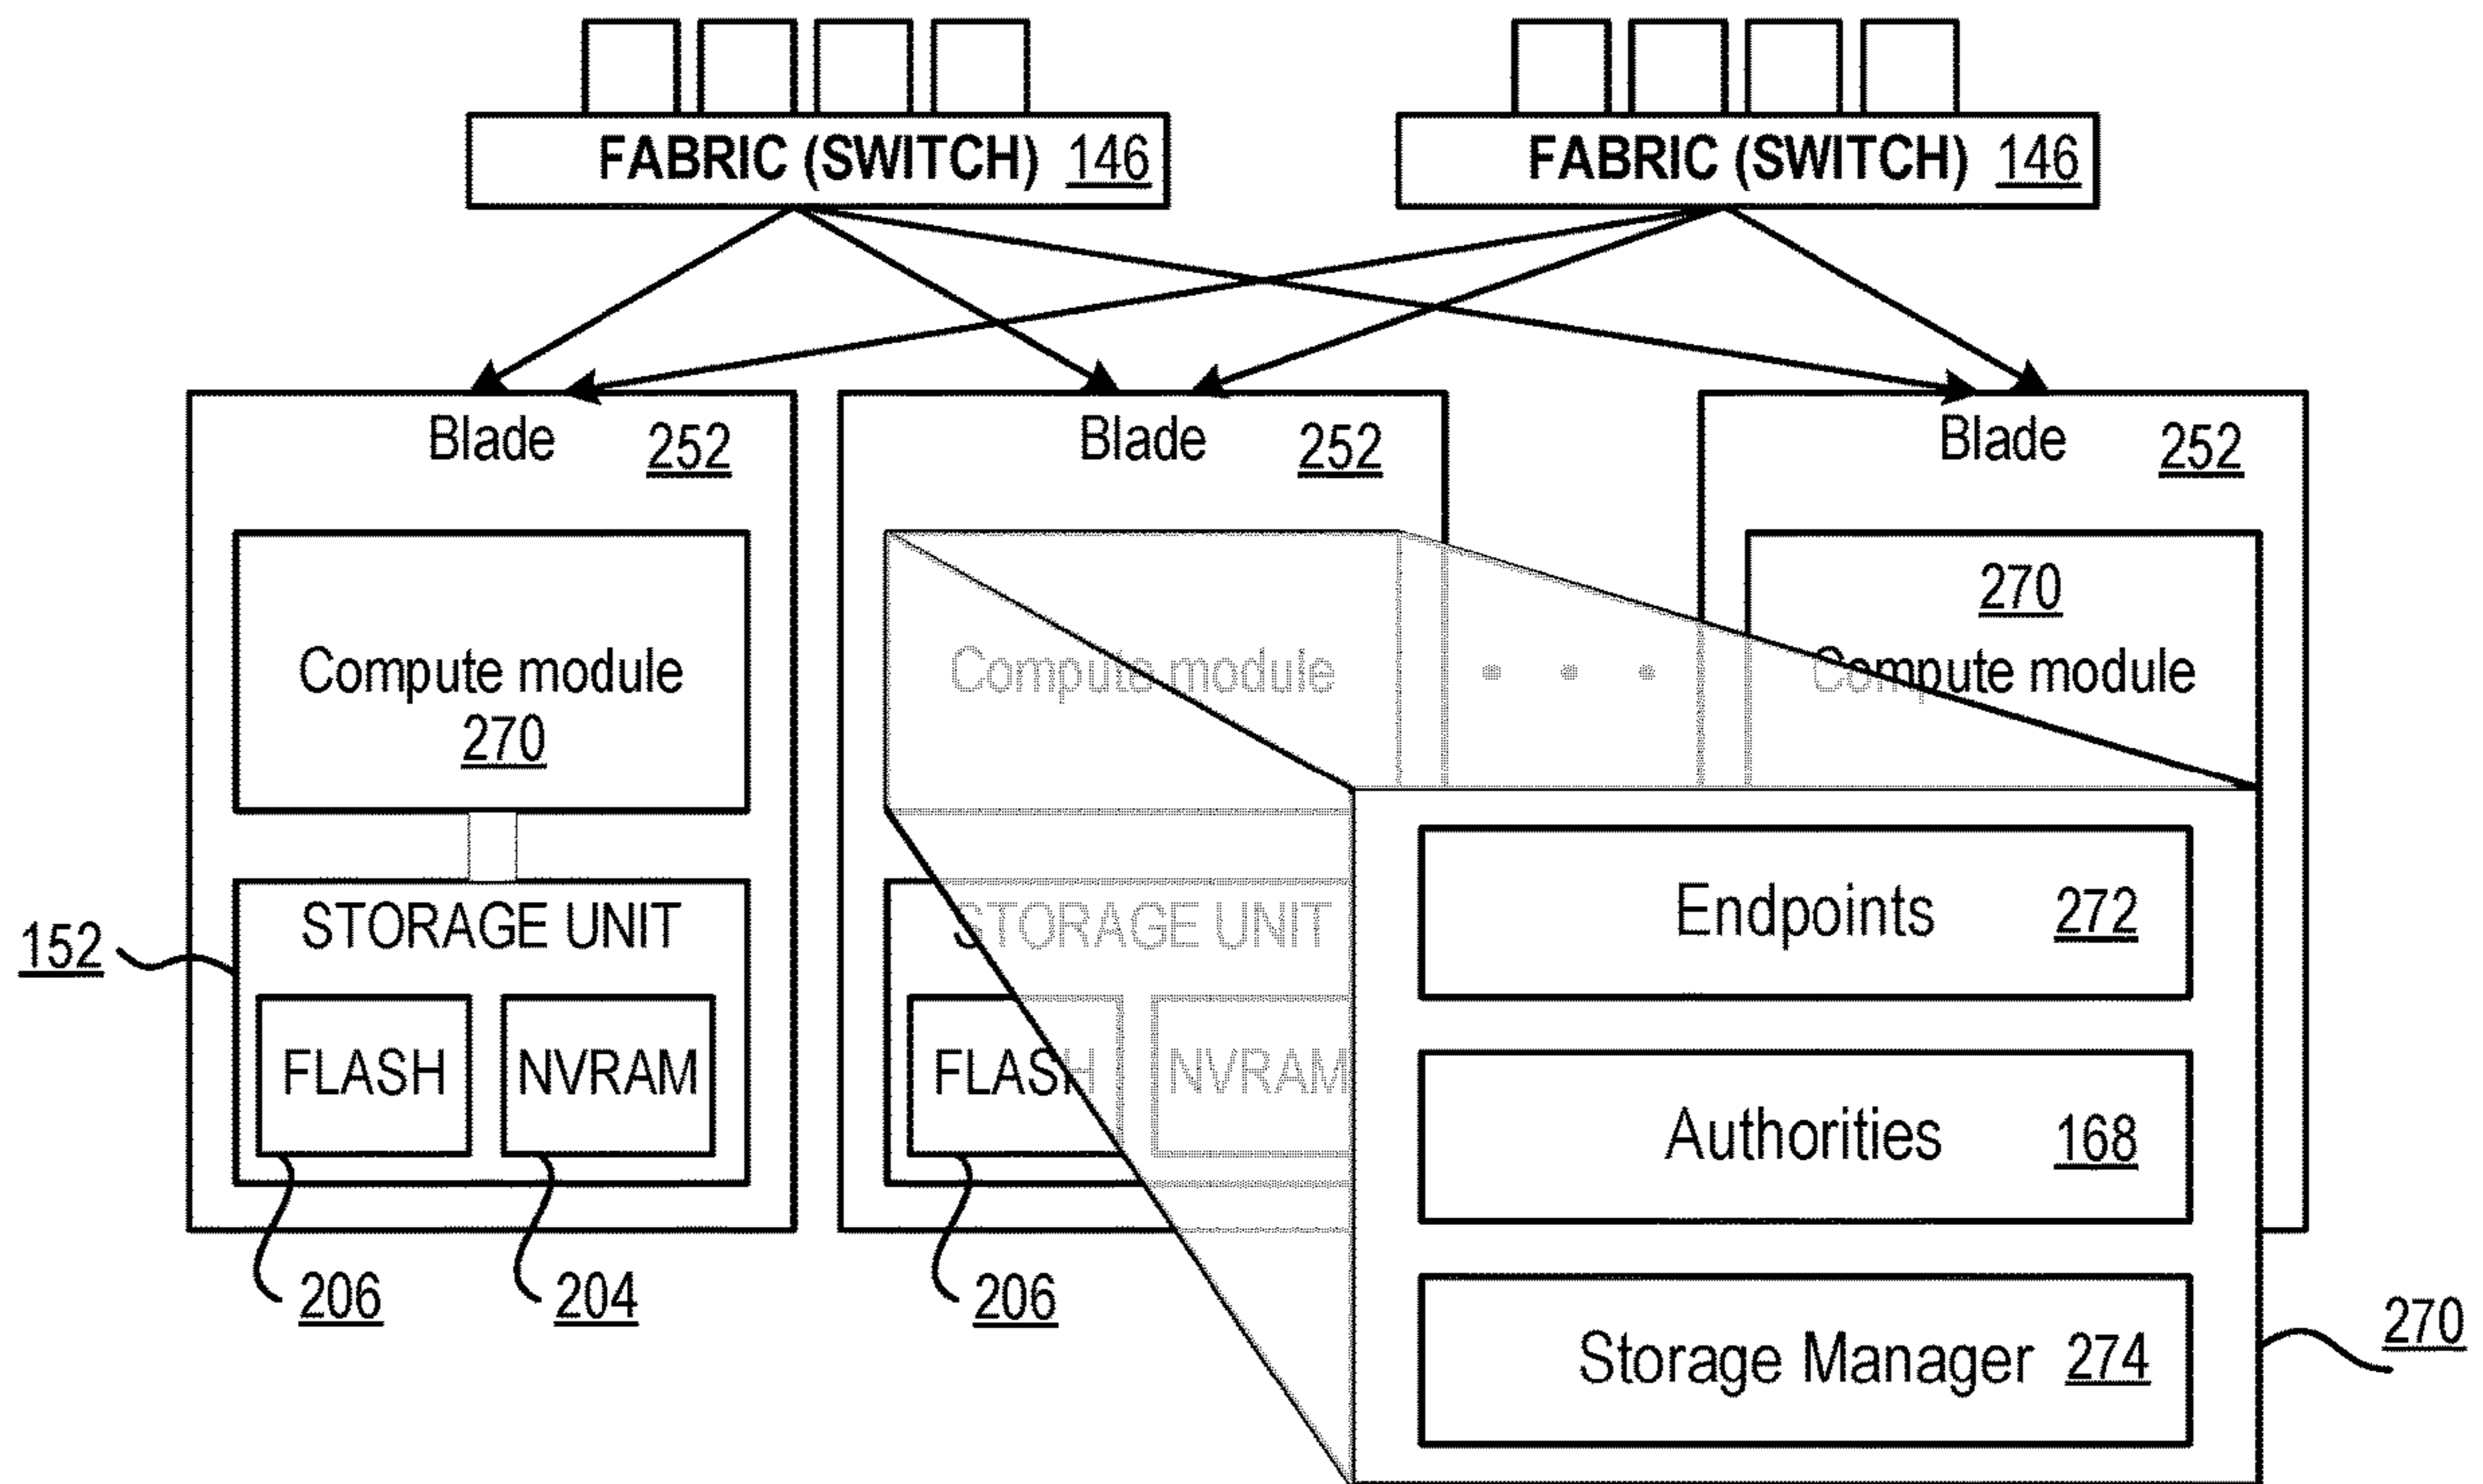 FABRIC (SWITCH) 146
FABRIC (SWITCH) 146
Blade 252
Blade 252
Blade 252
Compute module
270
Compute module
270
Compute module
STORAGE UNIT
152
FLASH
NVRAM
206
204
STORAGE UNIT
FLASH
NVRAM
206
Endpoints 272
Authorities 168
Storage Manager 274
270